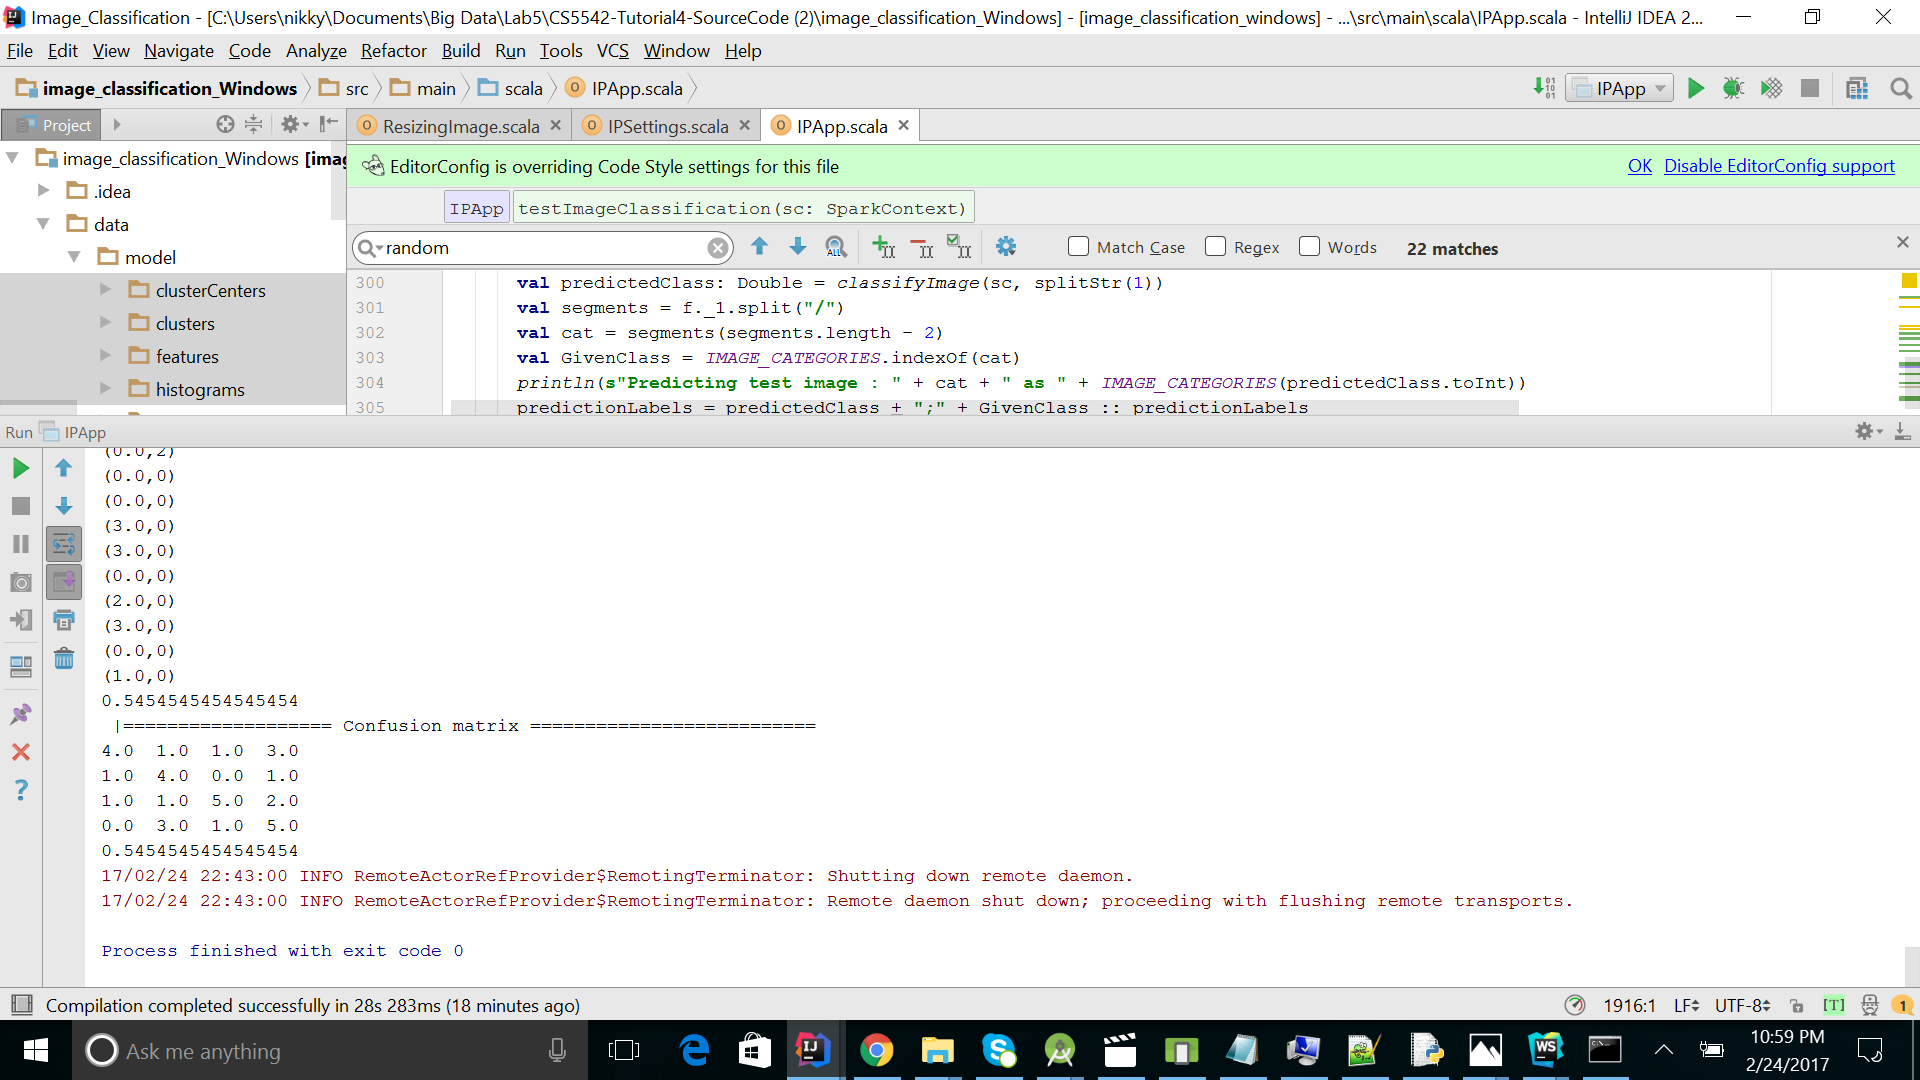 Image_Classification - [C:\Users\nikky\Documents\Big Data\Lab5\CS5542-Tutorial4-SourceCode (2)\image_classification_Windows] - [image_classification_windows] - ...\src\main\scala\IPApp.scala - IntelliJ IDEA 2...
File Edit View Navigate Code Analyze Refactor Build Run Tools VCS Window Help
image_classification_Windows src main scala IPApp.scala IPApp
Project ResizingImage.scala IPSettings.scala IPApp.scala
image_classification_Windows [imag
EditorConfig is overriding Code Style settings for this file OK Disable EditorConfig support
.idea
data
model
clusterCenters
clusters
features
histograms
IPApp testImageClassification(sc: SparkContext)
random Match Case Regex Words 22 matches
300 val predictedClass: Double = classifyImage(sc, splitStr(1))
301 val segments = f._1.split("/")
302 val cat = segments(segments.length - 2)
303 val GivenClass = IMAGE_CATEGORIES.indexOf(cat)
304 println(s"Predicting test image : " + cat + " as " + IMAGE_CATEGORIES(predictedClass.toInt))
305 predictionLabels = predictedClass + ";" + GivenClass :: predictionLabels
Run IPApp
(0.0,2)
(0.0,0)
(0.0,0)
(3.0,0)
(3.0,0)
(0.0,0)
(2.0,0)
(3.0,0)
(0.0,0)
(1.0,0)
0.5454545454545454
|=================== Confusion matrix ==========================
4.0 1.0 1.0 3.0
1.0 4.0 0.0 1.0
1.0 1.0 5.0 2.0
0.0 3.0 1.0 5.0
0.5454545454545454
17/02/24 22:43:00 INFO RemoteActorRefProvider$RemotingTerminator: Shutting down remote daemon.
17/02/24 22:43:00 INFO RemoteActorRefProvider$RemotingTerminator: Remote daemon shut down; proceeding with flushing remote transports.
Process finished with exit code 0
Compilation completed successfully in 28s 283ms (18 minutes ago) 1916:1 LF UTF-8 [T] 1
Ask me anything
10:59 PM
2/24/2017